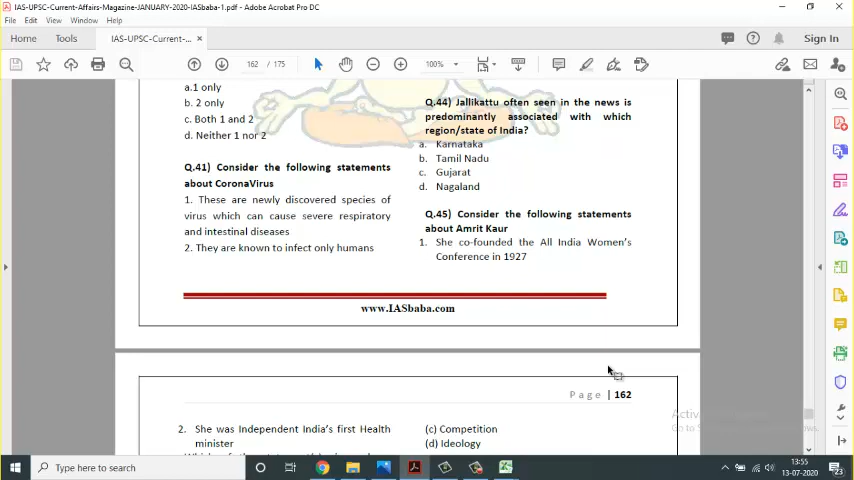 IAS-UPSC-Current-Affairs-Magazine-JANUARY-2020-IASbaba-1.pdf - Adobe Acrobat Pro DC
File Edit View Window Help
Home Tools IAS-UPSC-Current-... × Sign In
162 / 175 100%
a.1 only
b. 2 only
c. Both 1 and 2
d. Neither 1 nor 2
Q.41) Consider the following statements
about CoronaVirus
1. These are newly discovered species of
virus which can cause severe respiratory
and intestinal diseases
2. They are known to infect only humans
Q.44) Jallikattu often seen in the news is
predominantly associated with which
region/state of India?
a. Karnataka
b. Tamil Nadu
c. Gujarat
d. Nagaland
Q.45) Consider the following statements
about Amrit Kaur
1. She co-founded the All India Women's
Conference in 1927
www.IASbaba.com
Page | 162
2. She was Independent India's first Health
minister
(c) Competition
(d) Ideology
Type here to search
13:55
13-07-2020
23